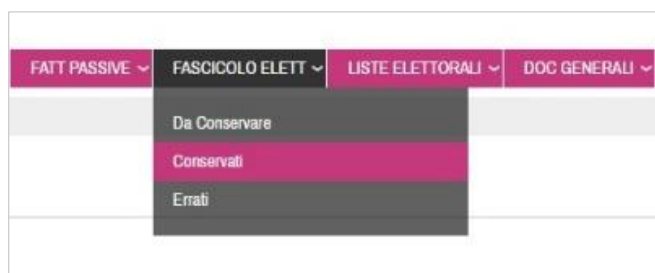 FATT PASSIVE FASCICOLO ELETT LISTE ELETTORALI DOC GENERALI
Da Conservare
Conservati
Errati